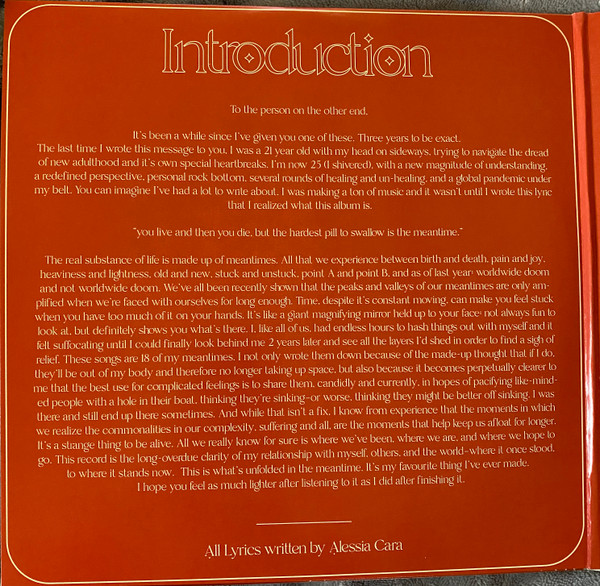 Introduction
To the person on the other end,
It's been a while since I've given you one of these. Three years to be exact.
The last time I wrote this message to you, I was a 21 year old with my head on sideways, trying to navigate the dread
of new adulthood and it's own special heartbreaks. I'm now 25 (I shivered), with a new magnitude of understanding,
a redefined perspective, personal rock bottom, several rounds of healing and un-healing, and a global pandemic under
my belt. You can imagine I've had a lot to write about. I was making a ton of music and it wasn't until I wrote this lyric
that I realized what this album is.
"you live and then you die, but the hardest pill to swallow is the meantime."
The real substance of life is made up of meantimes. All that we experience between birth and death, pain and joy,
heaviness and lightness, old and new, stuck and unstuck, point A and point B, and as of last year: worldwide doom
and not worldwide doom. We've all been recently shown that the peaks and valleys of our meantimes are only am-
plified when we're faced with ourselves for long enough. Time, despite it's constant moving, can make you feel stuck
when you have too much of it on your hands. It's like a giant magnifying mirror held up to your face: not always fun to
look at, but definitely shows you what's there. I, like all of us, had endless hours to hash things out with myself and it
felt suffocating until I could finally look behind me 2 years later and see all the layers I'd shed in order to find a sigh of
relief. These songs are 18 of my meantimes. I not only wrote them down because of the made-up thought that if I do,
they'll be out of my body and therefore no longer taking up space, but also because it becomes perpetually clearer to
me that the best use for complicated feelings is to share them, candidly and currently, in hopes of pacifying like-mind-
ed people with a hole in their boat, thinking they're sinking-or worse, thinking they might be better off sinking. I was
there and still end up there sometimes. And while that isn't a fix, I know from experience that the moments in which
we realize the commonalities in our complexity, suffering and all, are the moments that help keep us afloat for longer.
It's a strange thing to be alive. All we really know for sure is where we've been, where we are, and where we hope to
go. This record is the long-overdue clarity of my relationship with myself, others, and the world-where it once stood,
to where it stands now. This is what's unfolded in the meantime. It's my favourite thing I've ever made.
I hope you feel as much lighter after listening to it as I did after finishing it.
All Lyrics written by Alessia Cara